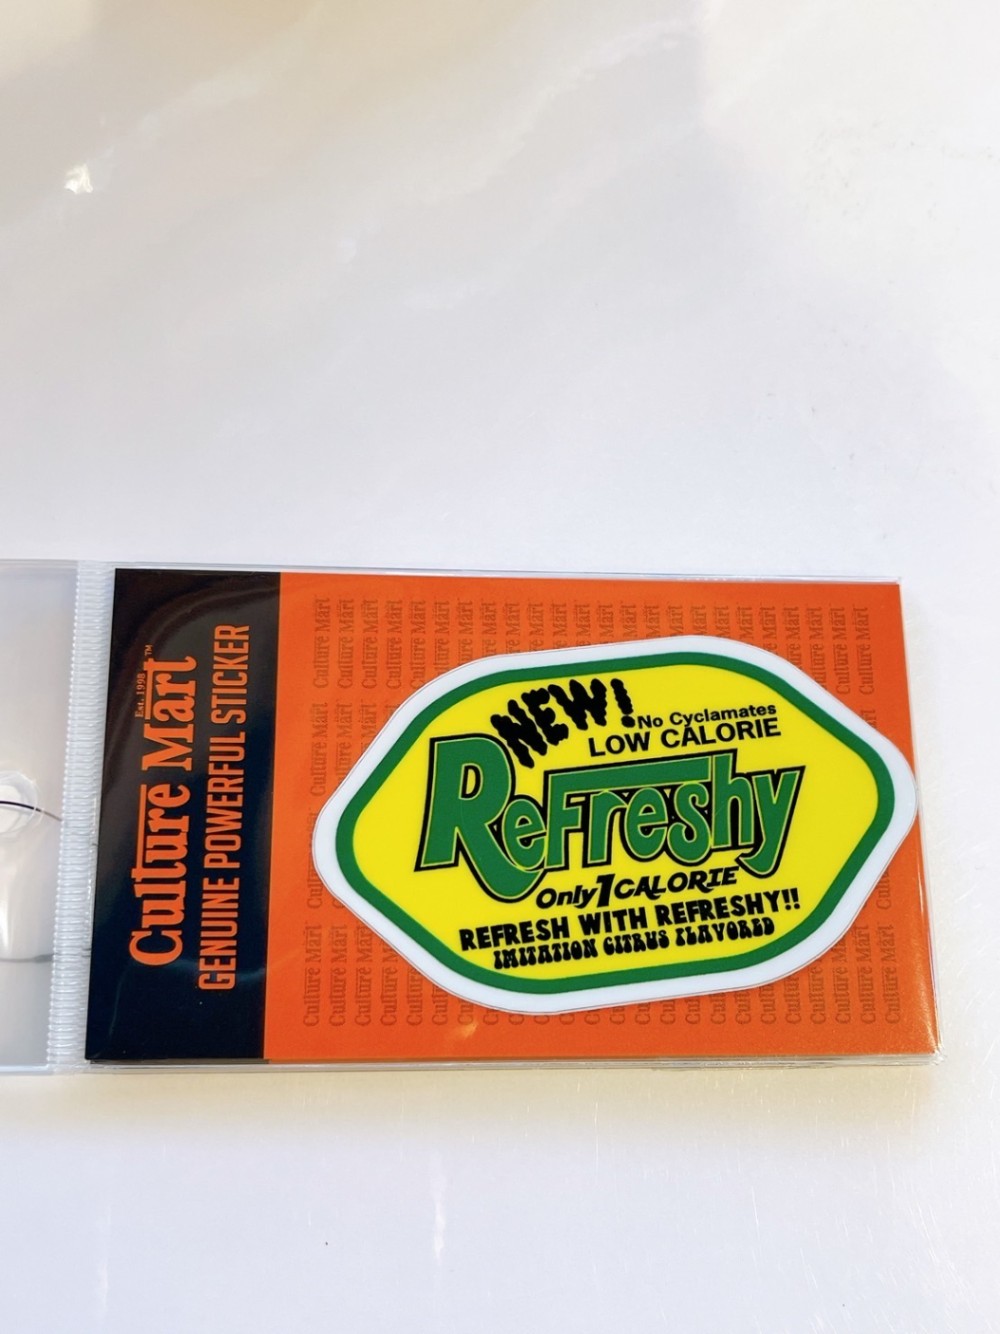 Est. 1998 ™
Culture Mart
GENUINE POWERFUL STICKER
NEW!
No Cyclamates
LOW CALORIE
ReFreshy
Only 1 CALORIE
REFRESH WITH REFRESHY!!
IMITATION CITRUS FLAVORED